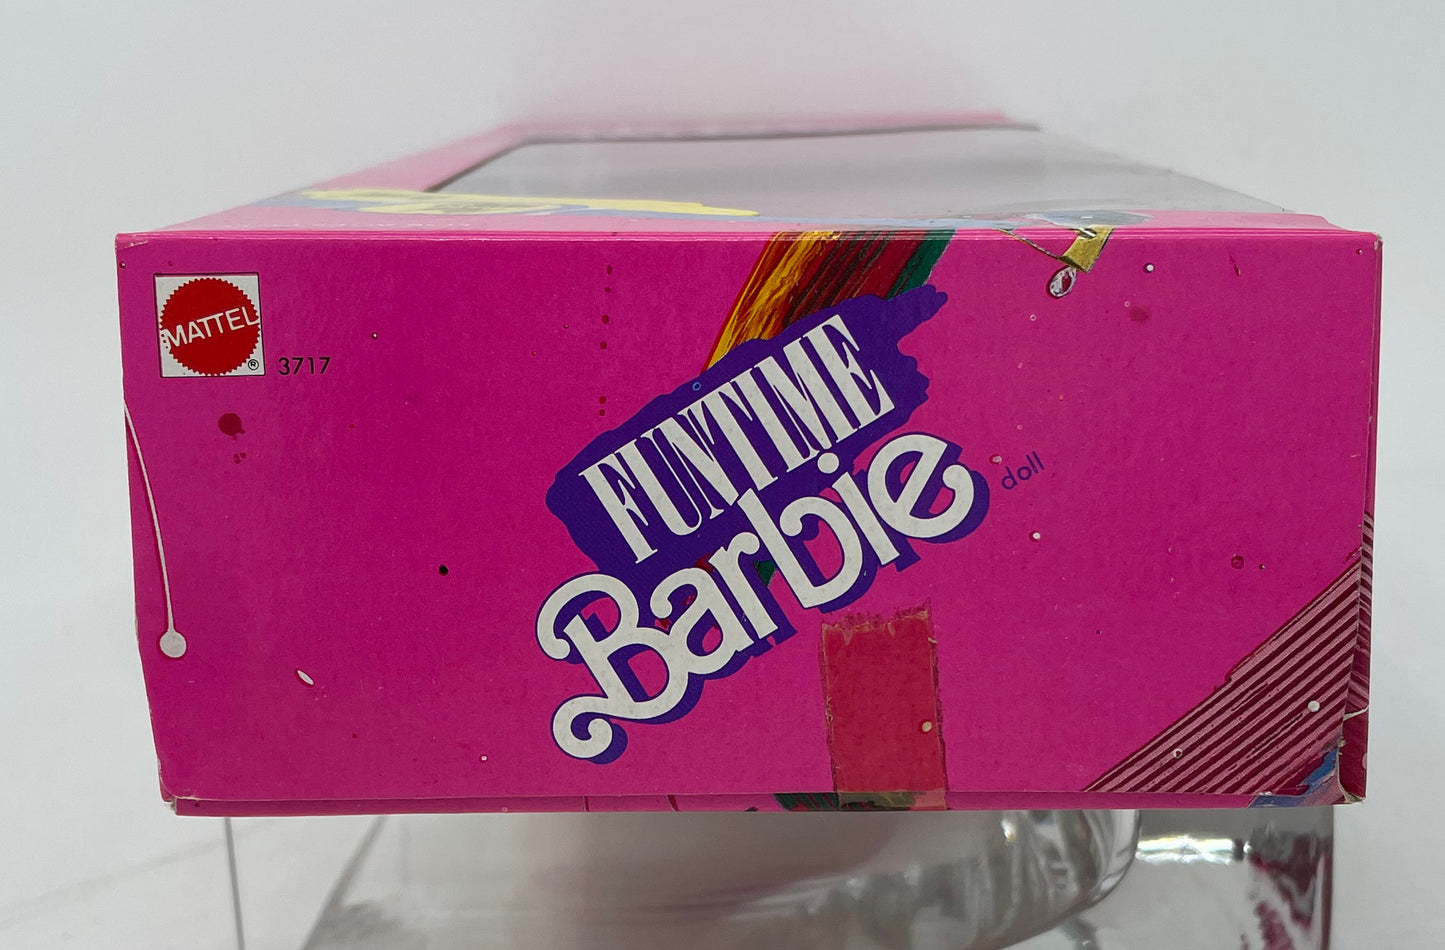 MATTEL
®
3717
FUNTIME
Barbie
doll